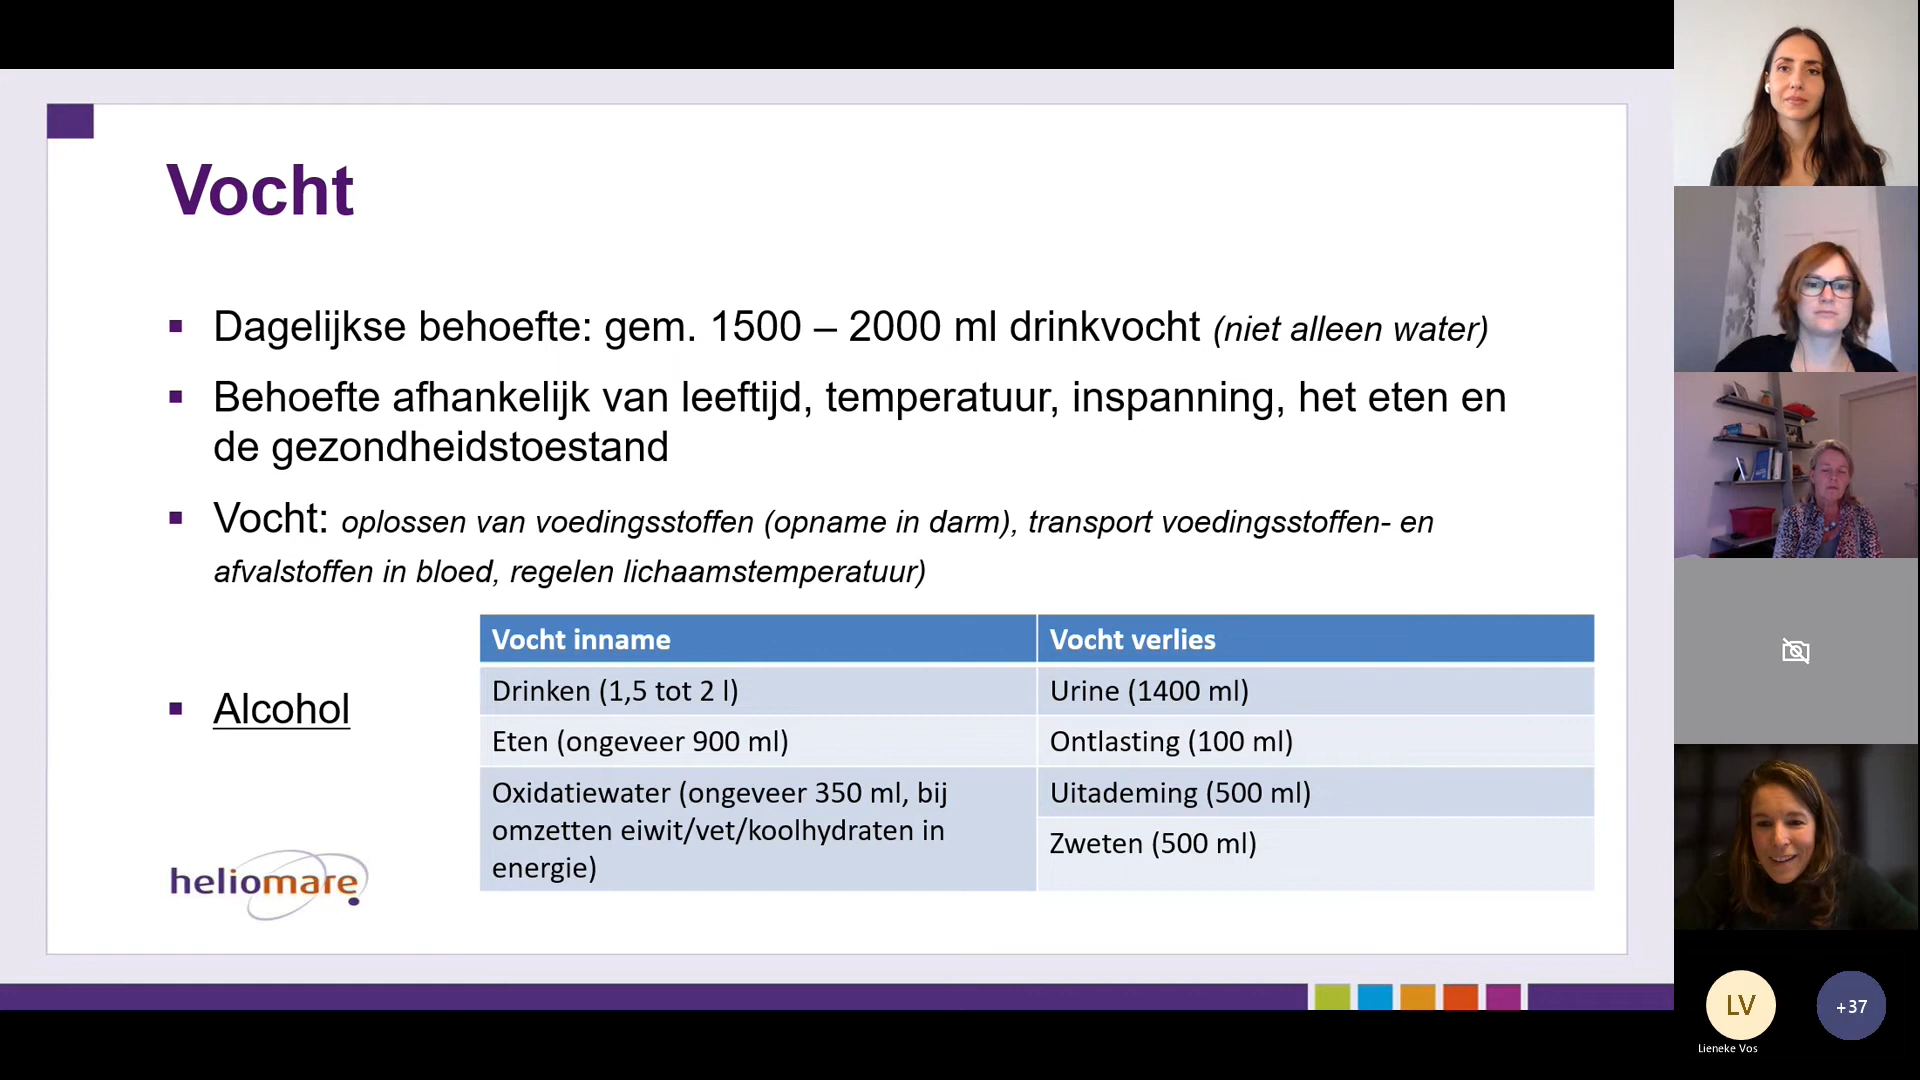 Vocht
Dagelijkse behoefte: gem. 1500 – 2000 ml drinkvocht (niet alleen water)
Behoefte afhankelijk van leeftijd, temperatuur, inspanning, het eten en
de gezondheidstoestand
Vocht: oplossen van voedingsstoffen (opname in darm), transport voedingsstoffen- en
afvalstoffen in bloed, regelen lichaamstemperatuur)
Alcohol
Vocht inname
Vocht verlies
Drinken (1,5 tot 2 l)
Urine (1400 ml)
Eten (ongeveer 900 ml)
Ontlasting (100 ml)
Oxidatiewater (ongeveer 350 ml, bij
omzetten eiwit/vet/koolhydraten in
energie)
Uitademing (500 ml)
Zweten (500 ml)
heliomare
LV
Lieneke Vos
+37